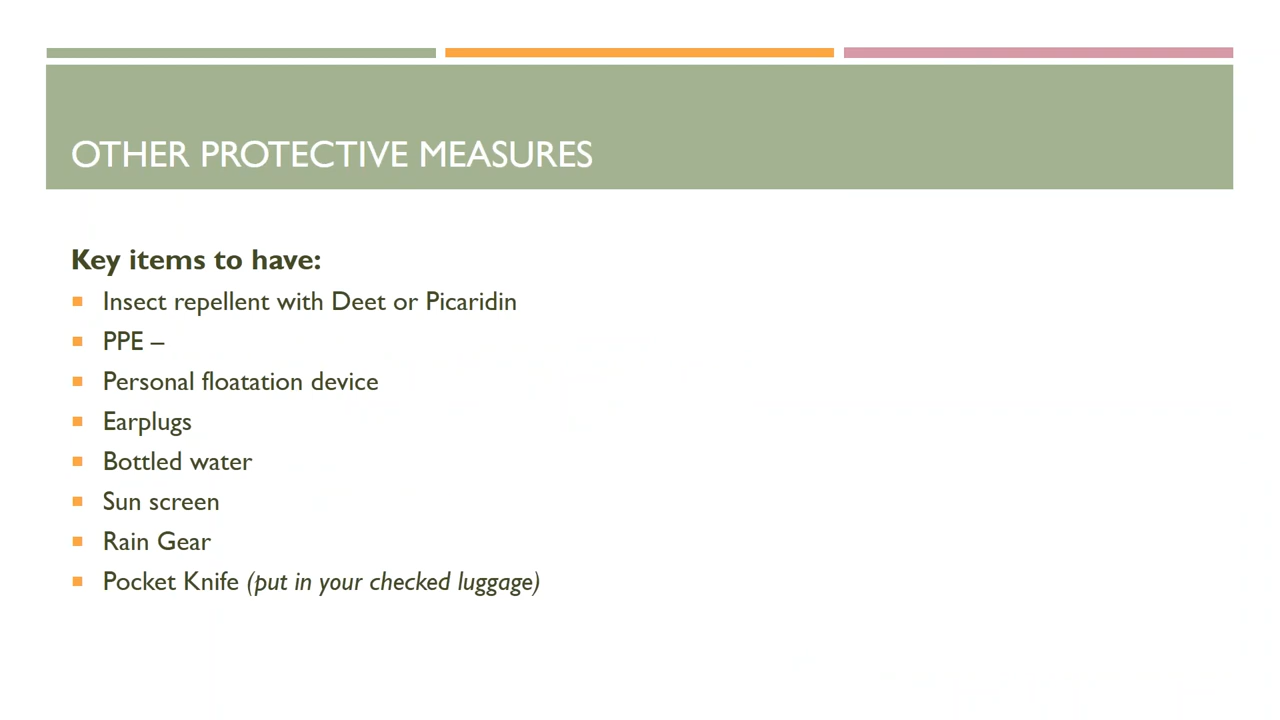 OTHER PROTECTIVE MEASURES
Key items to have:
Insect repellent with Deet or Picaridin
PPE –
Personal floatation device
Earplugs
Bottled water
Sun screen
Rain Gear
Pocket Knife (put in your checked luggage)